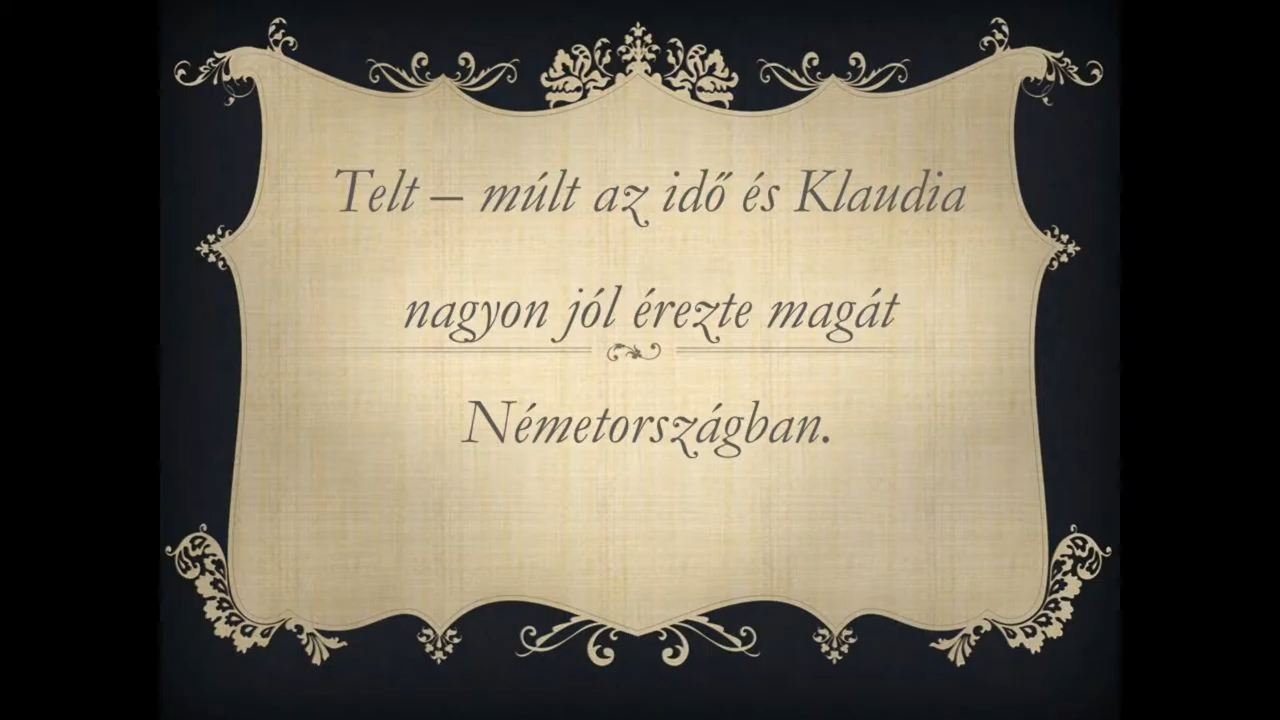 Telt – múlt az idő és Klaudia
nagyon jól érezte magát
Németországban.